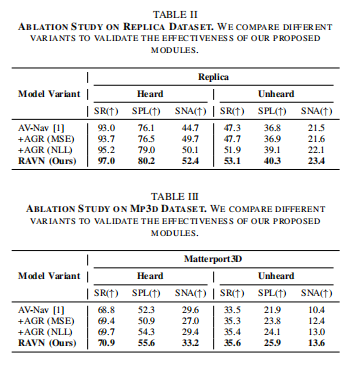 TABLE II
ABLATION STUDY ON REPLICA DATASET. WE COMPARE DIFFERENT
VARIANTS TO VALIDATE THE EFFECTIVENESS OF OUR PROPOSED
MODULES.
Replica
Model Variant Heard Unheard
SR(↑) SPL(↑) SNA(↑) SR(↑) SPL(↑) SNA(↑)
AV-Nav [1] 93.0 76.1 44.7 47.3 36.8 21.5
+AGR (MSE) 93.7 76.5 49.7 47.7 36.9 21.6
+AGR (NLL) 95.2 79.0 50.1 51.9 39.1 22.1
RAVN (Ours) 97.0 80.2 52.4 53.1 40.3 23.4
TABLE III
ABLATION STUDY ON MP3D DATASET. WE COMPARE DIFFERENT
VARIANTS TO VALIDATE THE EFFECTIVENESS OF OUR PROPOSED
MODULES.
Matterport3D
Model Variant Heard Unheard
SR(↑) SPL(↑) SNA(↑) SR(↑) SPL(↑) SNA(↑)
AV-Nav [1] 68.8 52.3 29.6 33.5 21.9 10.4
+AGR (MSE) 69.4 50.9 27.0 35.3 23.8 12.4
+AGR (NLL) 69.7 54.3 29.4 35.4 24.1 13.0
RAVN (Ours) 70.9 55.6 33.2 35.6 25.9 13.6